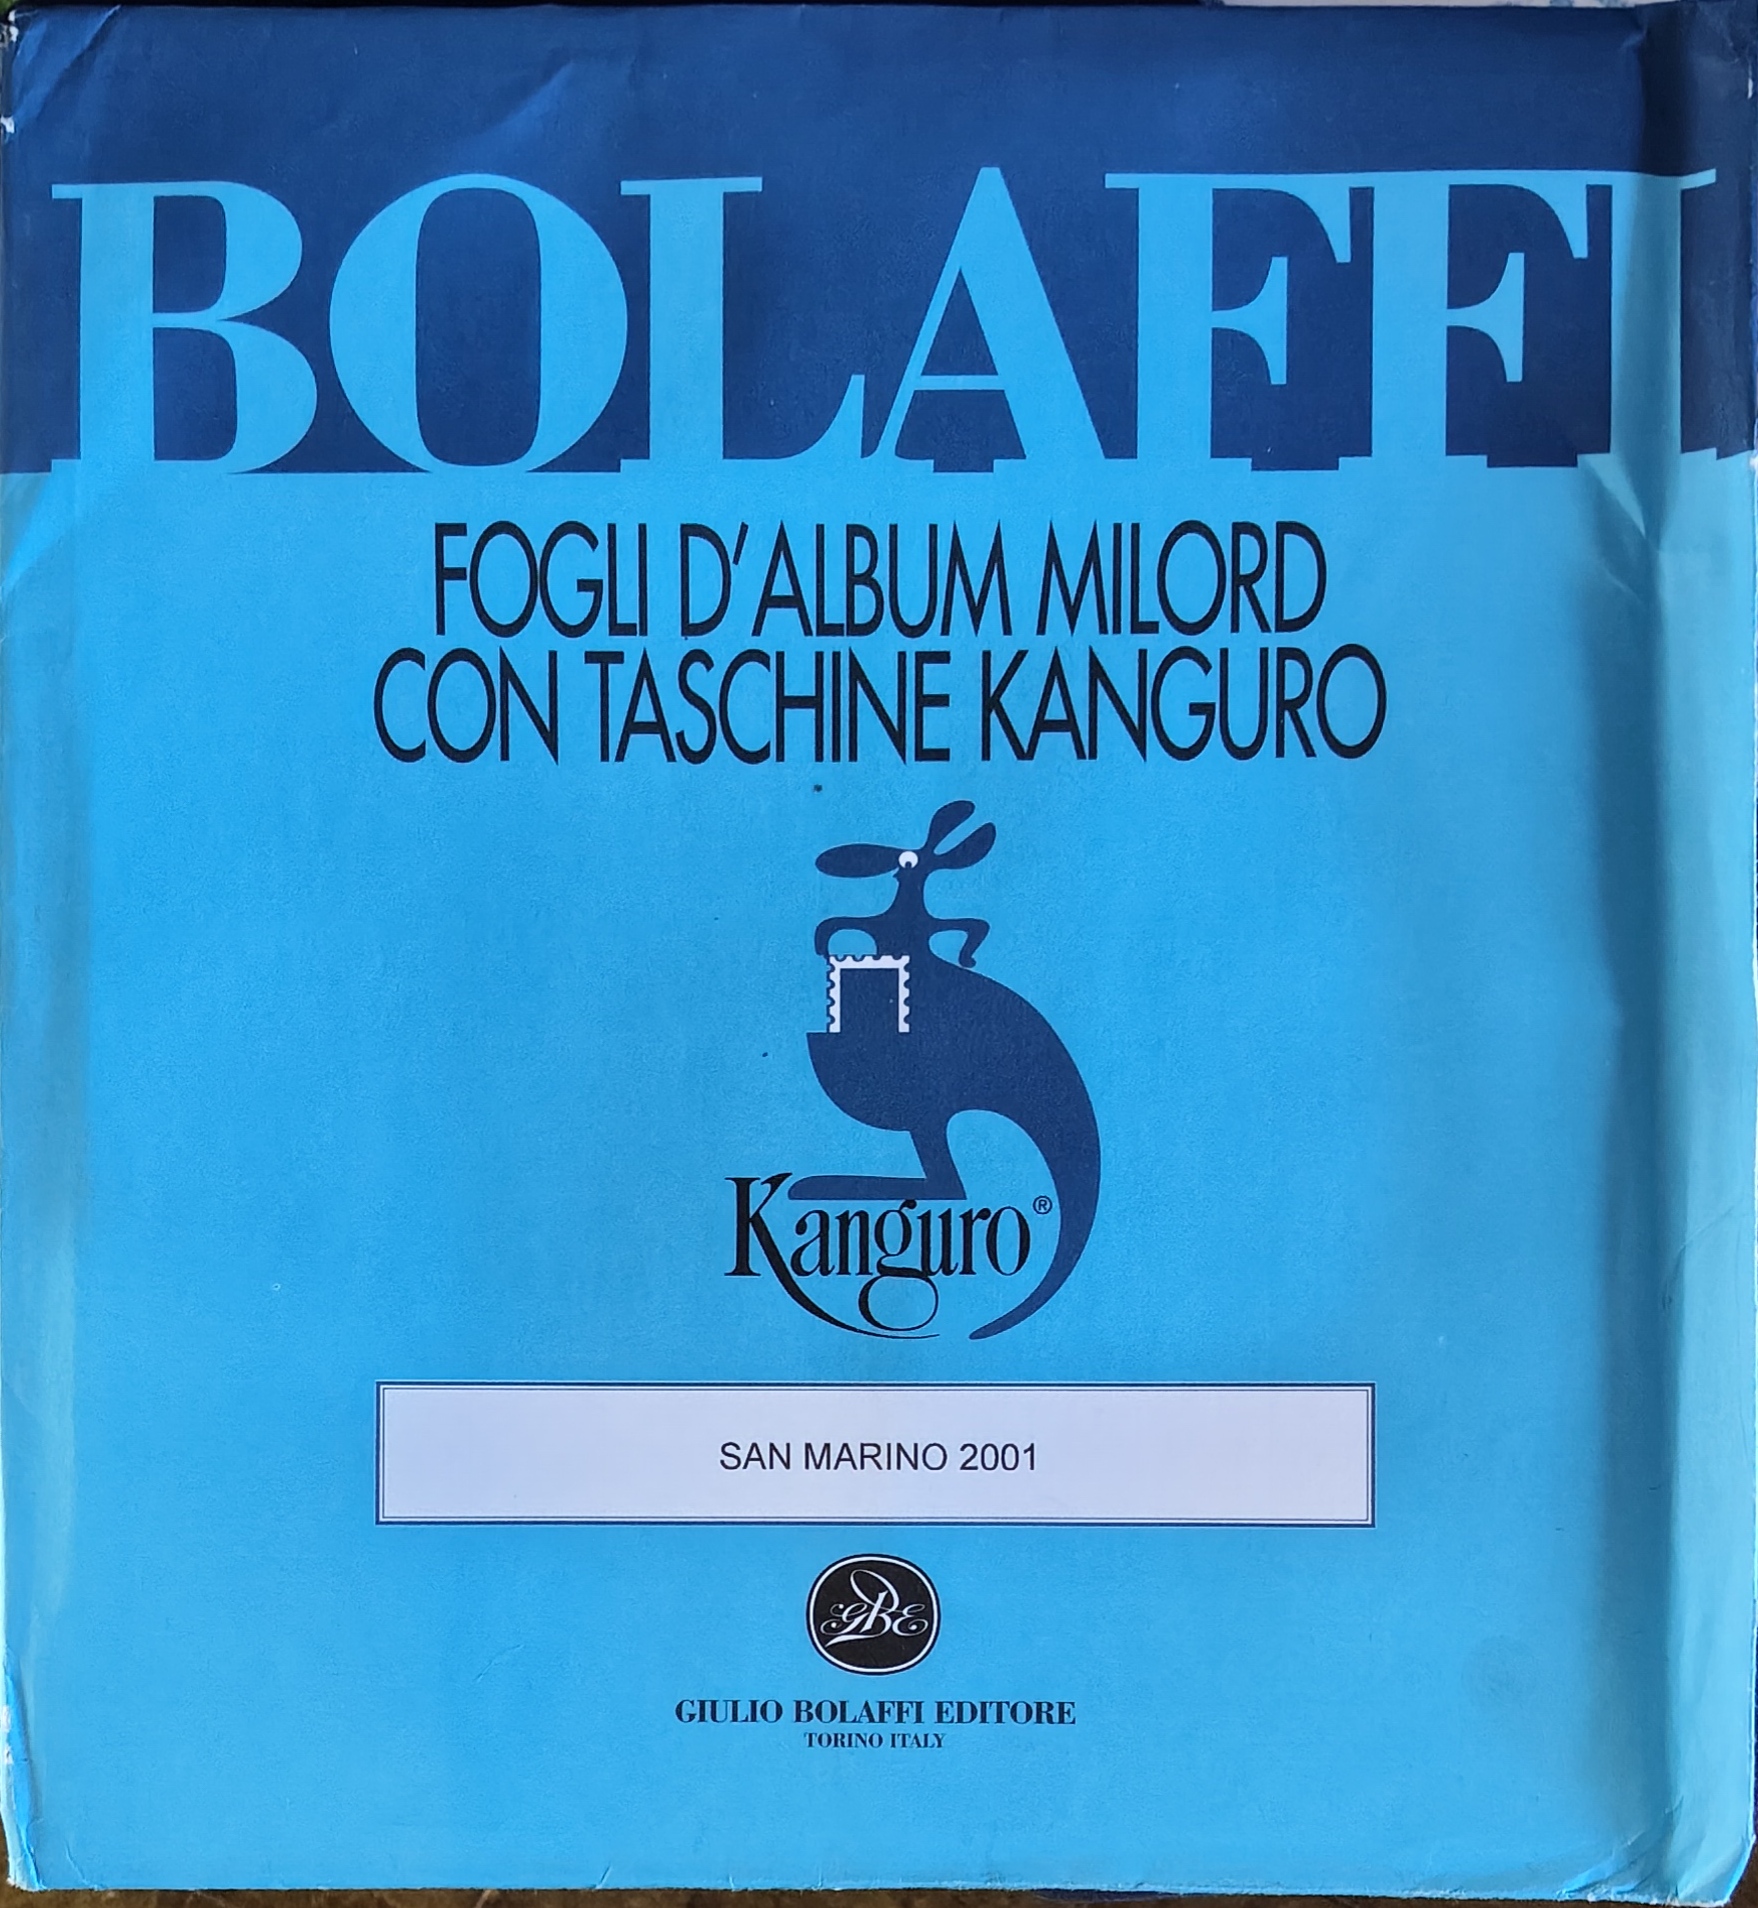 BOLAFFI
FOGLI D'ALBUM MILORD
CON TASCHINE KANGURO
Kanguro®
SAN MARINO 2001
GBE
GIULIO BOLAFFI EDITORE
TORINO ITALY